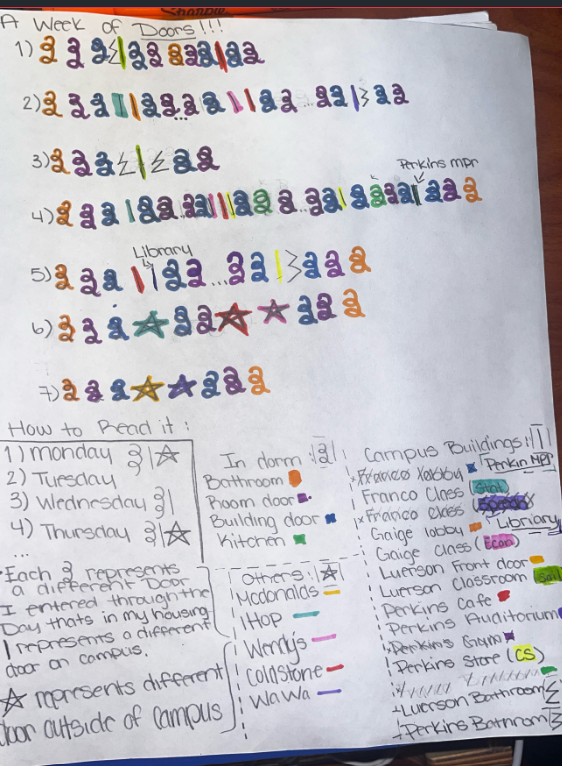 Sharpie
A Week of Doors!!!
1)
2)
3)
Perkins mpr
4)
Library
5)
6)
7)
How to Read it:
1) monday
2) Tuesday
3) Wednesday
4) Thursday
...
Each 3 represents
a different Door
I entered through the
Day thats in my housing
| represents a different
door on campus.
☆ represents different
door outside of campus
In dorm:
Bathroom
Room door
Building door
Kitchen
Others:
Mcdonalds
IHop
Wendys
Coldstone
WaWa
Campus Buildings:
Franco lobby
Perkin MPR
Franco Class (
Franco class (
Gaige lobby
Library
Gaige class (Econ)
Luerson Front door
Luerson Classroom
Perkins Cafe
Perkins Auditorium
Perkins Gym
Perkins Store (CS)
Luerson Bathroom
Perkins Bathroom